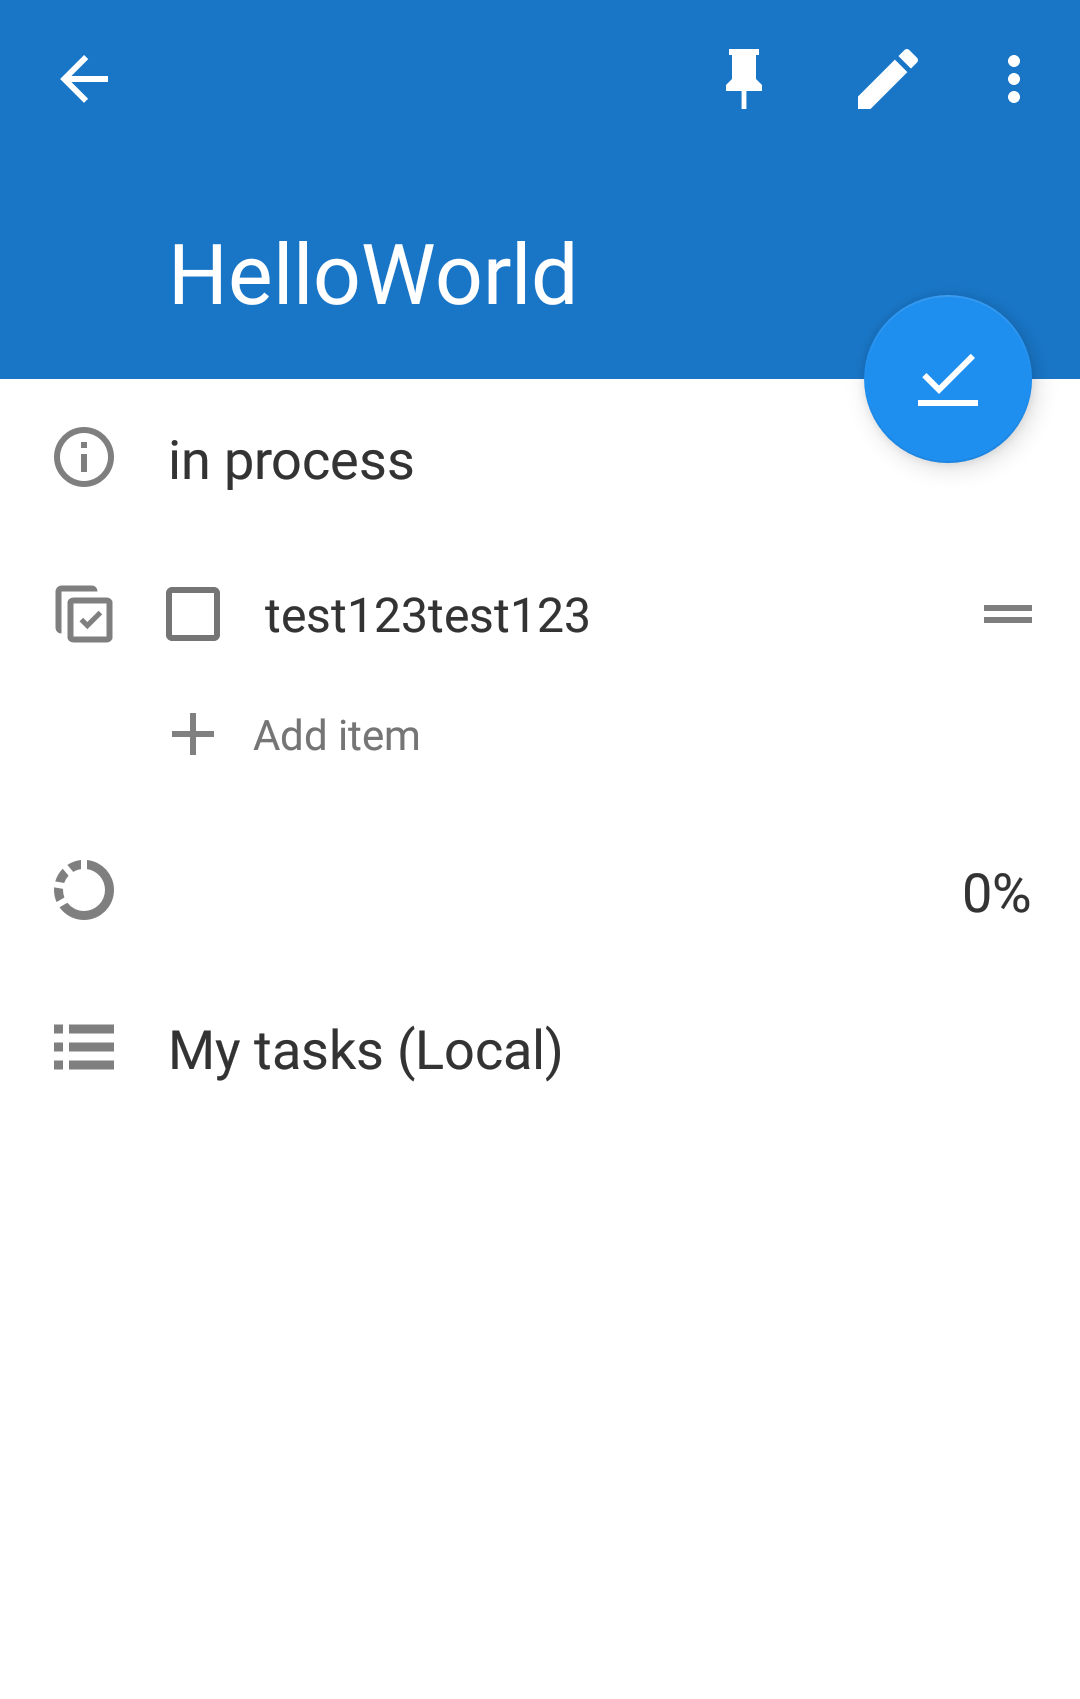 HelloWorld
in process
test123test123
Add item
0%
My tasks (Local)